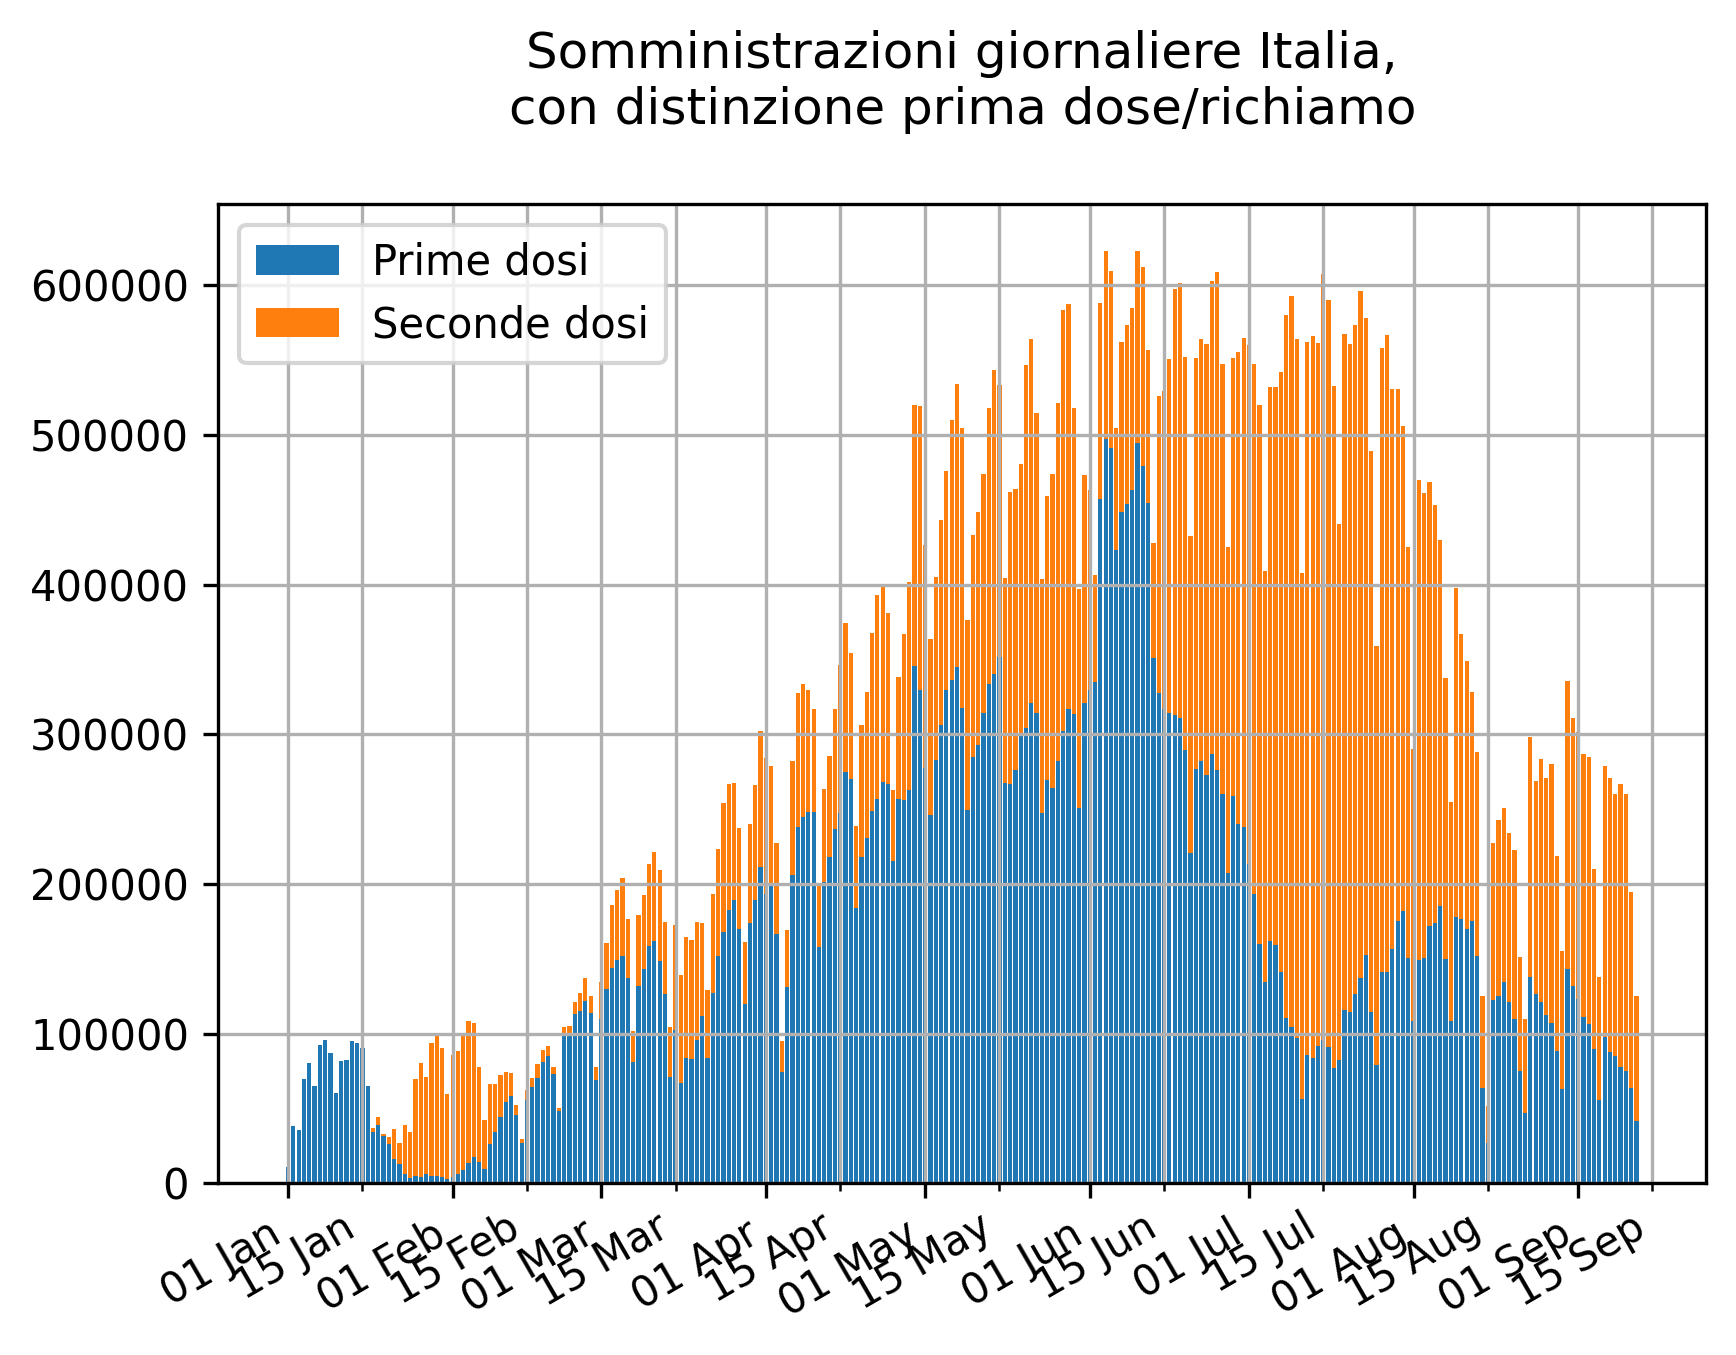 Somministrazioni giornaliere Italia,
con distinzione prima dose/richiamo
Prime dosi
Seconde dosi
600000
500000
400000
300000
200000
100000
0
01 Jan
15 Jan
01 Feb
15 Feb
01 Mar
15 Mar
01 Apr
15 Apr
01 May
15 May
01 Jun
15 Jun
01 Jul
15 Jul
01 Aug
15 Aug
01 Sep
15 Sep